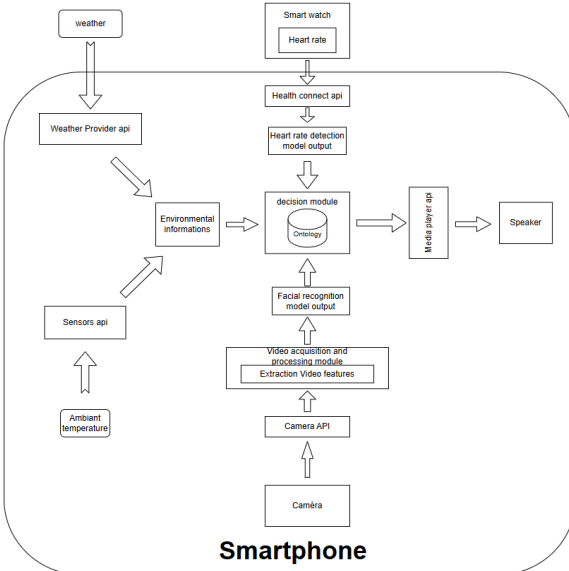 weather
Smart watch
Heart rate
Health connect api
Weather Provider api
Heart rate detection
model output
decision module
Ontology
Environmental
informations
Media player api
Speaker
Facial recognition
model output
Sensors api
Video acquisition and
processing module
Extraction Video features
Ambiant
temperature
Camera API
Caméra
Smartphone